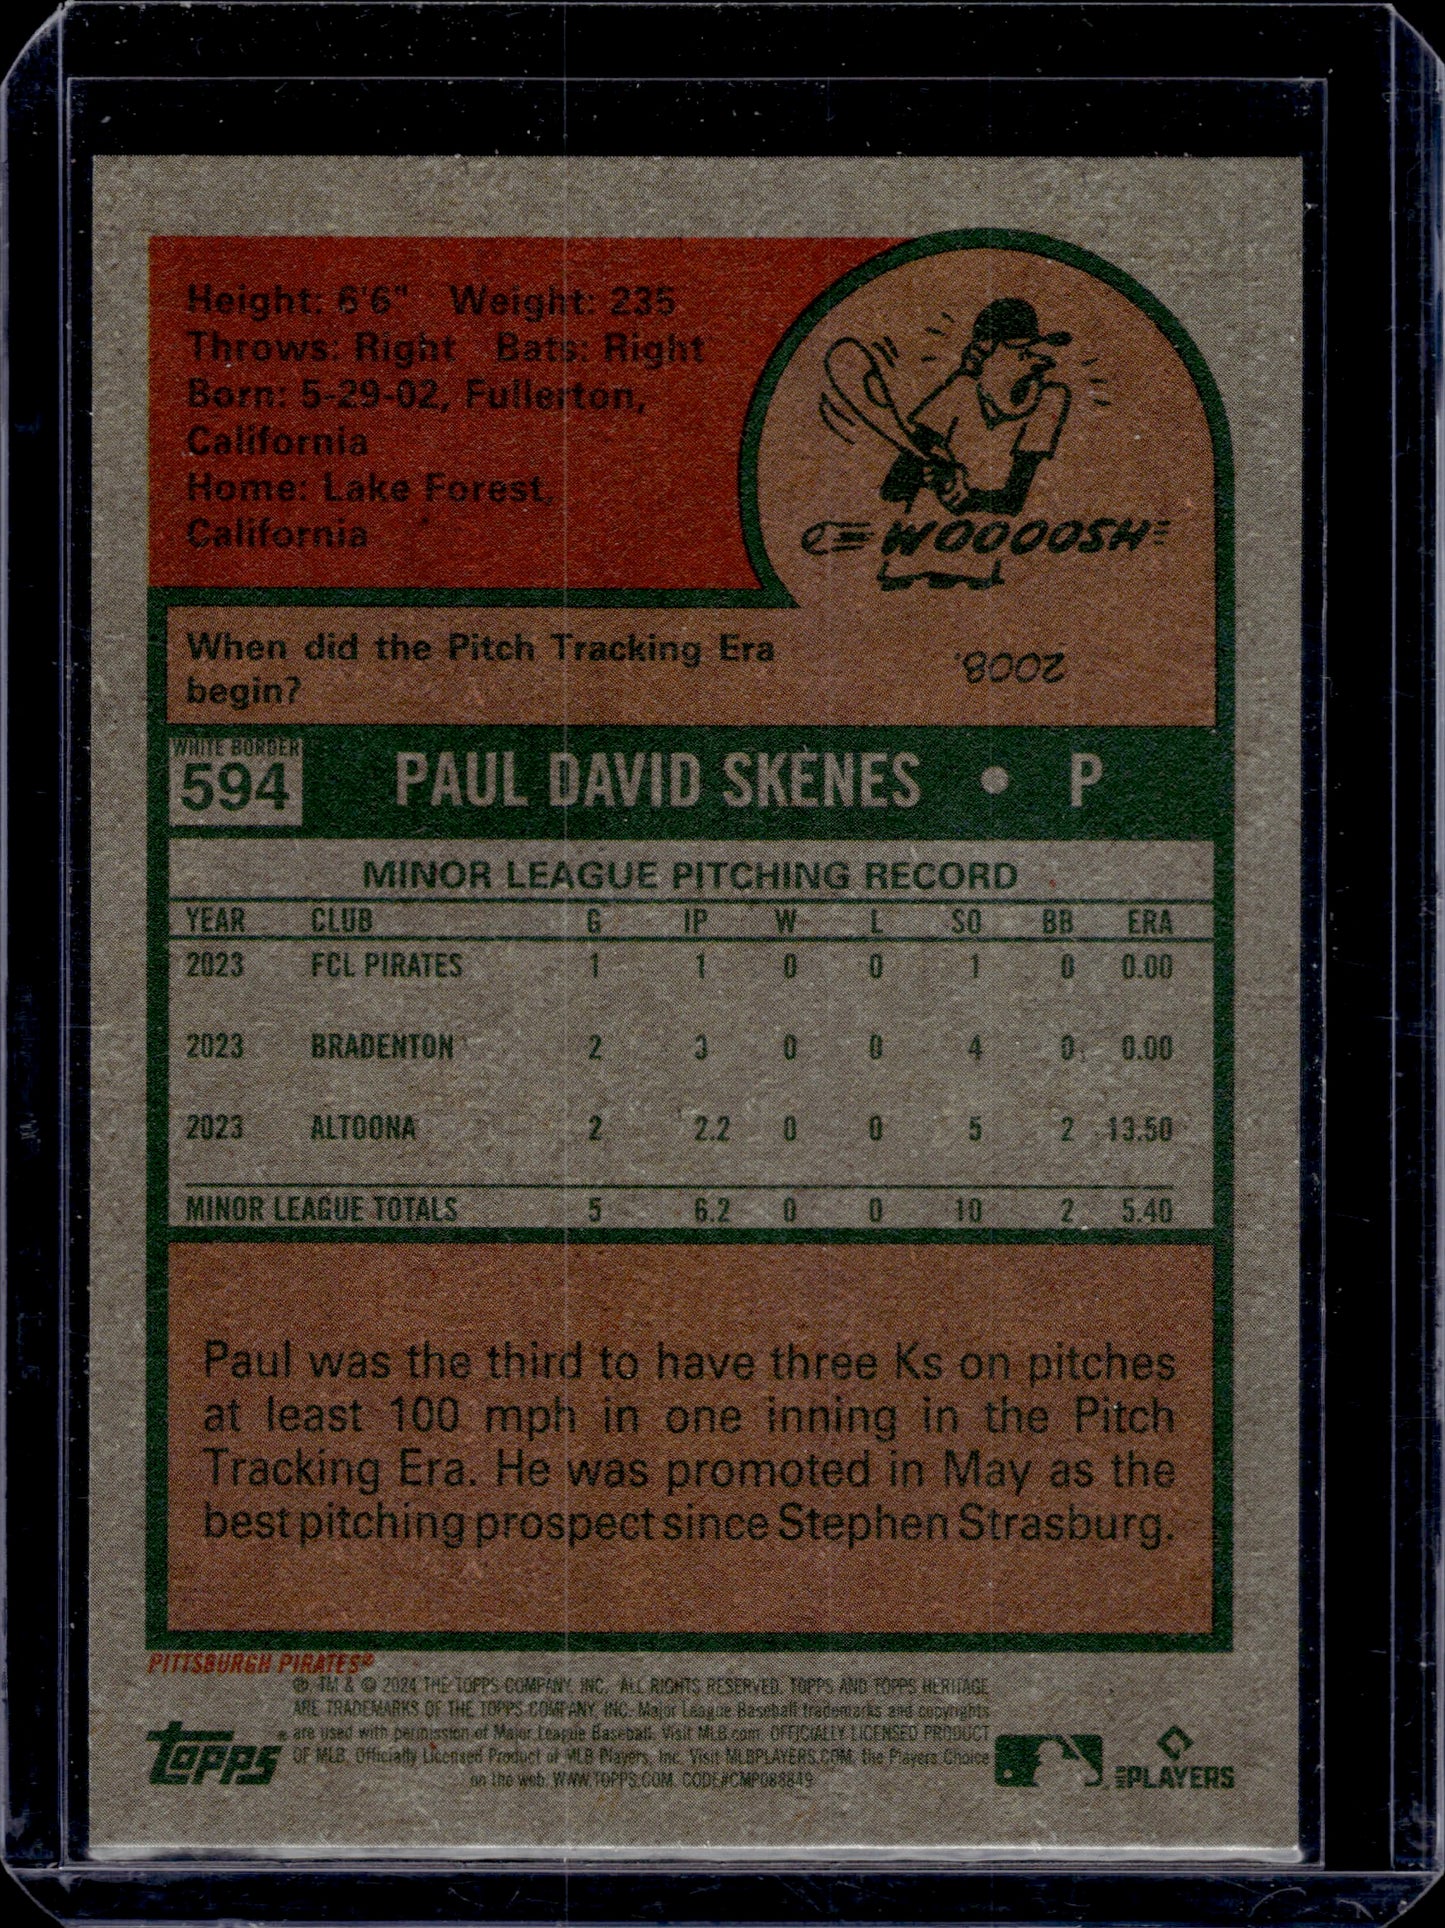 Height: 6'6" Weight: 235
Throws: Right Bats: Right
Born: 5-29-02, Fullerton,
California
Home: Lake Forest,
California
WOOOOSH
When did the Pitch Tracking Era
begin?
2008.
WHITE BORDER
594
PAUL DAVID SKENES • P
MINOR LEAGUE PITCHING RECORD
YEAR CLUB G IP W L SO BB ERA
2023 FCL PIRATES 1 1 0 0 1 0 0.00
2023 BRADENTON 2 3 0 0 4 0 0.00
2023 ALTOONA 2 2.2 0 0 5 2 13.50
MINOR LEAGUE TOTALS 5 6.2 0 0 10 2 5.40
Paul was the third to have three Ks on pitches
at least 100 mph in one inning in the Pitch
Tracking Era. He was promoted in May as the
best pitching prospect since Stephen Strasburg.
PITTSBURGH PIRATES®
® TM & © 2024 THE TOPPS COMPANY, INC. ALL RIGHTS RESERVED. TOPPS AND TOPPS HERITAGE
ARE TRADEMARKS OF THE TOPPS COMPANY, INC. Major League Baseball trademarks and copyrights
are used with permission of Major League Baseball. Visit MLB.com. OFFICIALLY LICENSED PRODUCT
OF MLB. Officially Licensed Product of MLB Players, Inc. Visit MLBPLAYERS.COM, the Players Choice
on the web. WWW.TOPPS.COM. CODE#CMP088849
Topps
PLAYERS